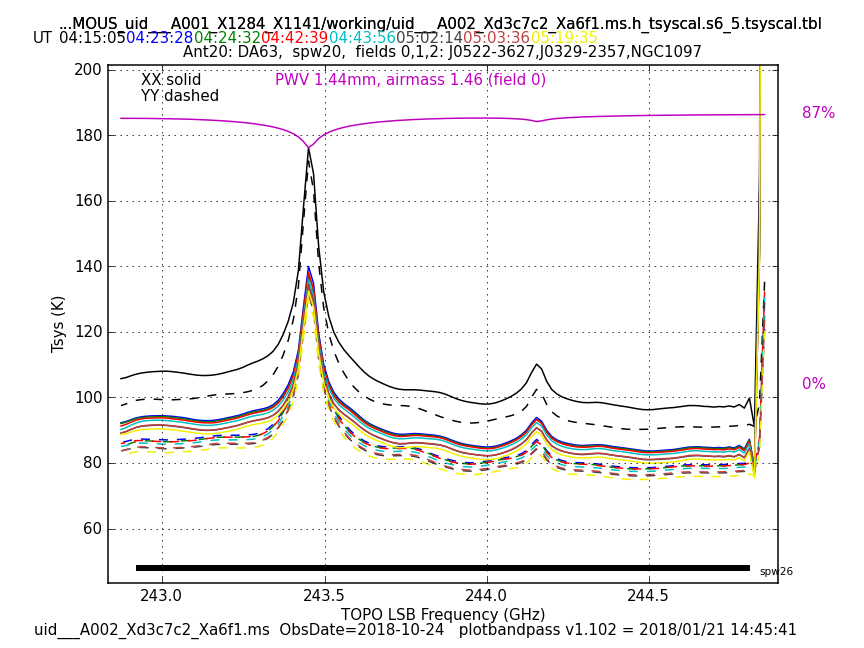 ...MOUS_uid___A001_X1284_X1141/working/uid___A002_Xd3c7c2_Xa6f1.ms.h_tsyscal.s6_5.tsyscal.tbl
UT 04:15:05 04:23:28 04:24:32 04:42:39 04:43:56 05:02:14 05:03:36 05:19:35
Ant20: DA63,  spw20,  fields 0,1,2: J0522-3627,J0329-2357,NGC1097
200
XX solid
PWV 1.44mm, airmass 1.46 (field 0)
YY dashed
87%
180
160
140
120
Tsys (K)
100
0%
80
60
spw26
243.0 243.5 244.0 244.5
TOPO LSB Frequency (GHz)
uid___A002_Xd3c7c2_Xa6f1.ms  ObsDate=2018-10-24   plotbandpass v1.102 = 2018/01/21 14:45:41